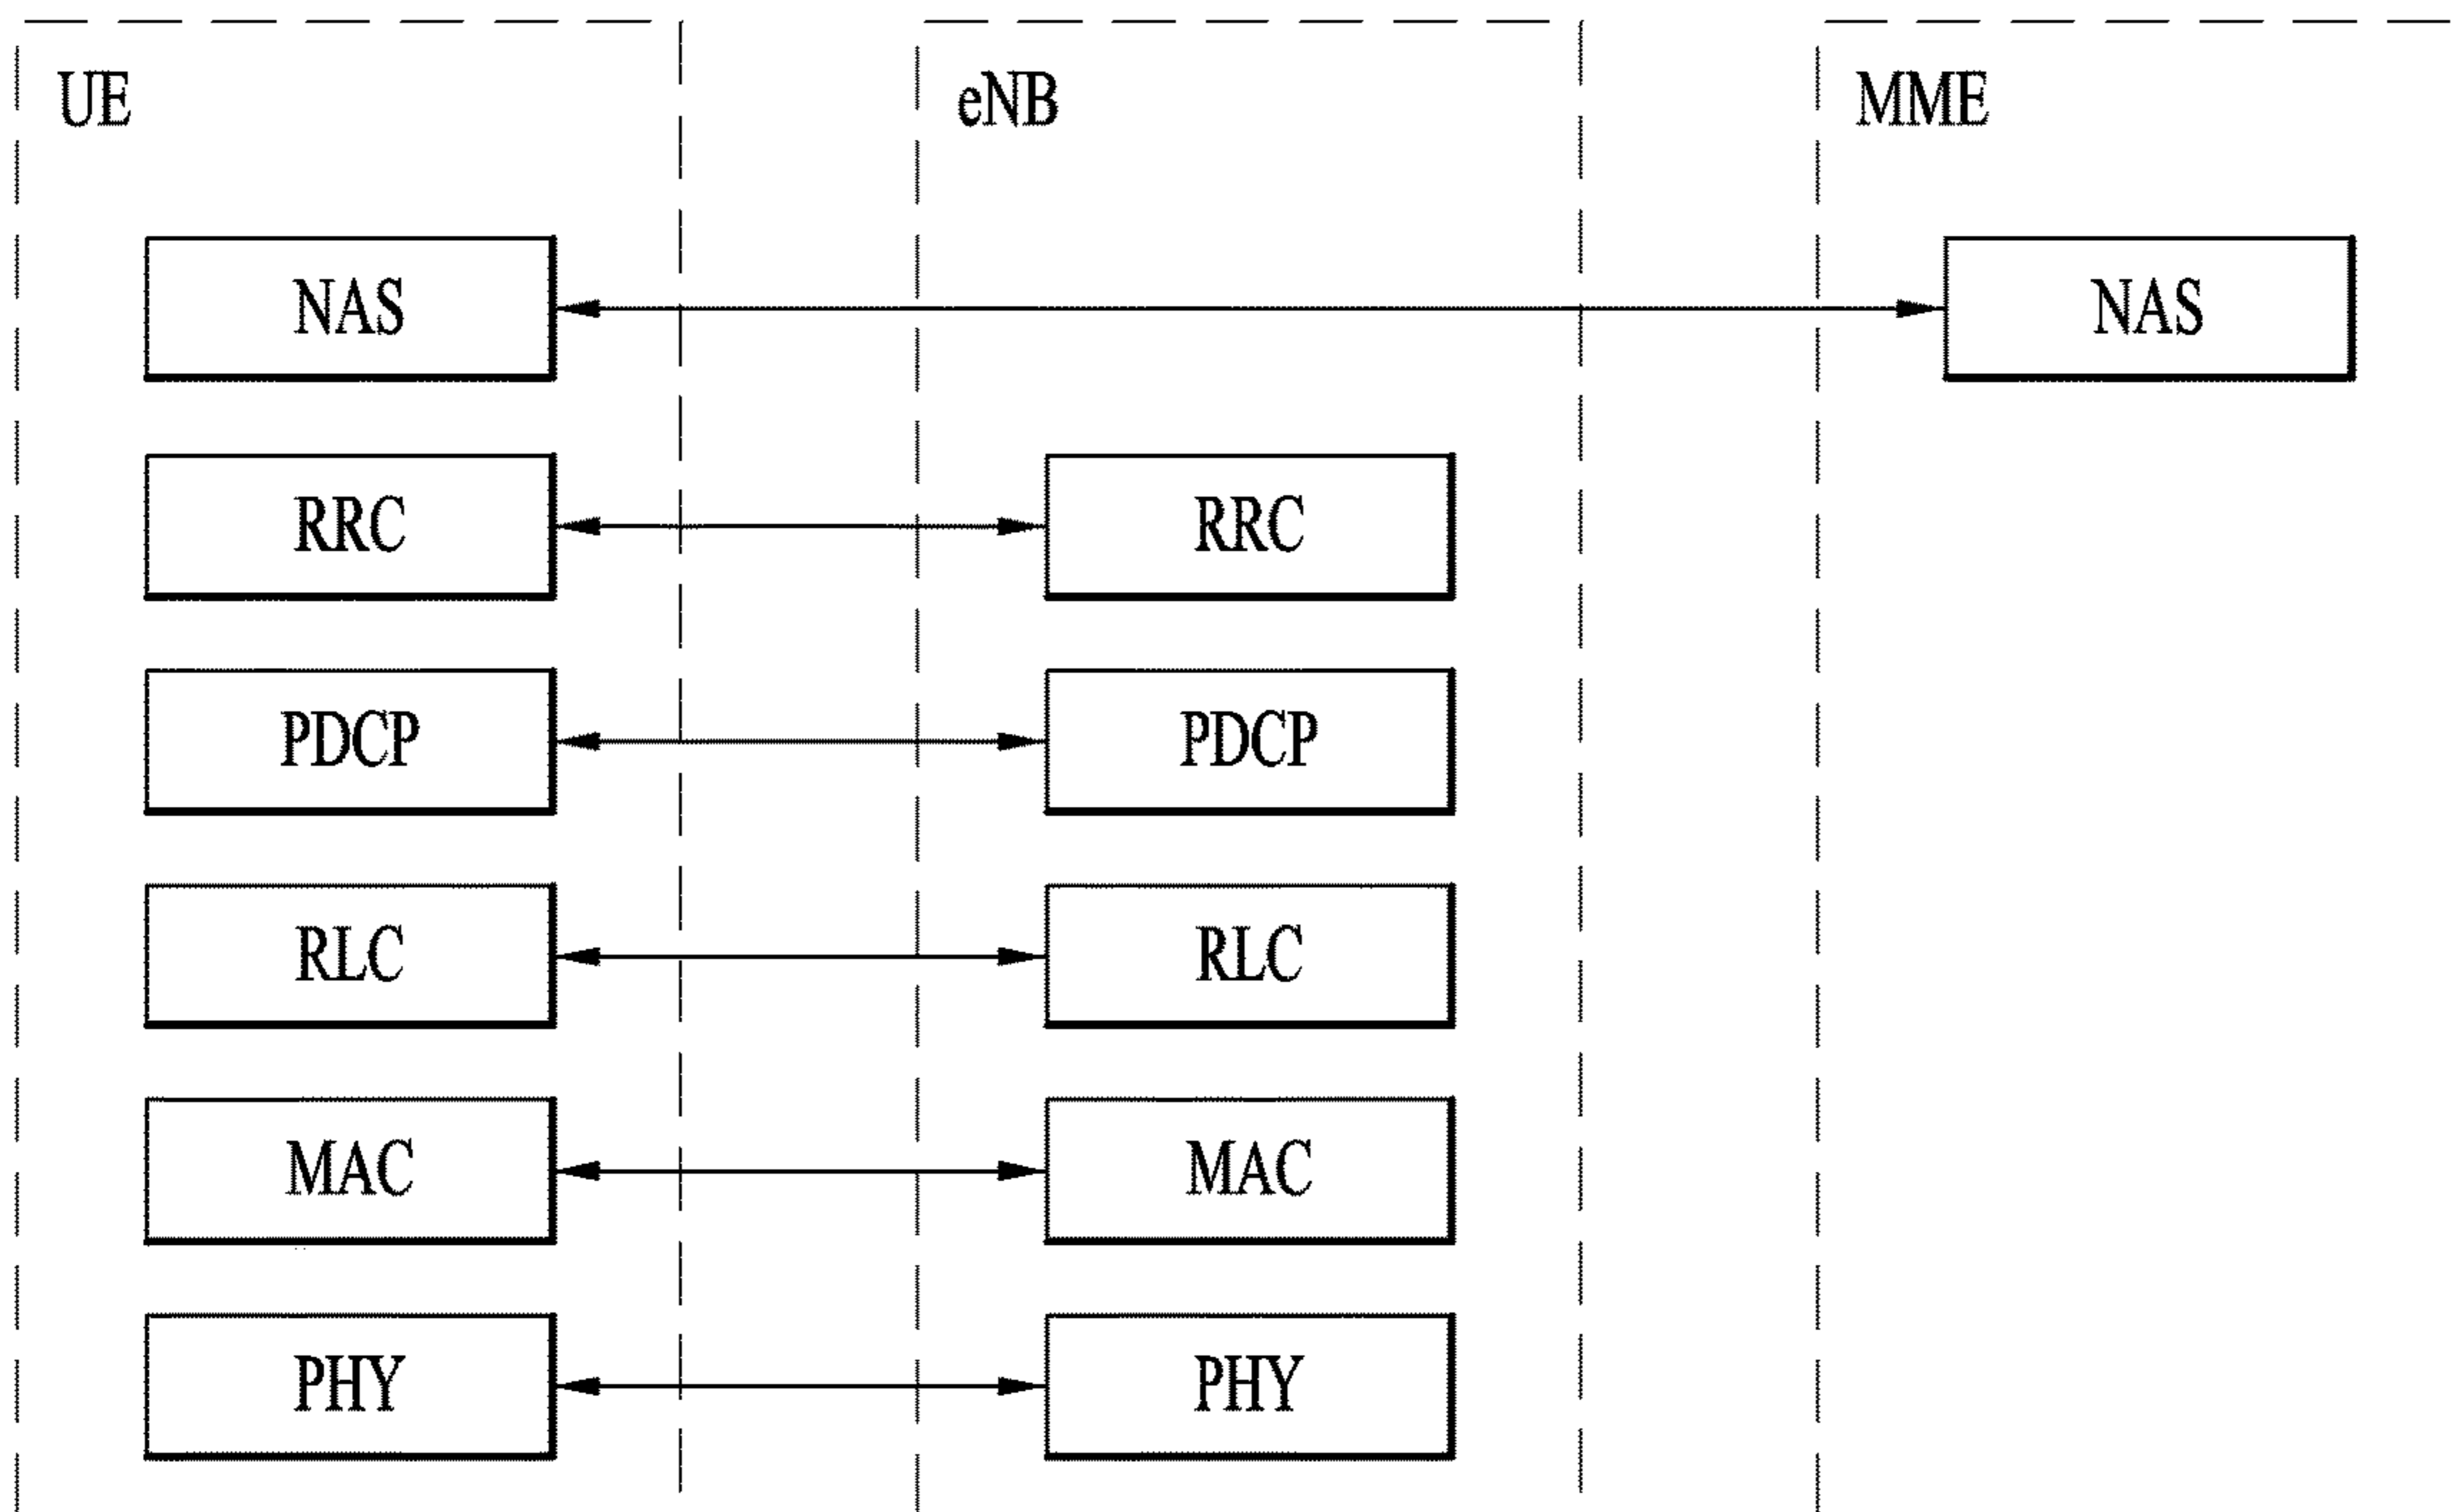 UE eNB MME
NAS NAS
RRC RRC
PDCP PDCP
RLC RLC
MAC MAC
PHY PHY